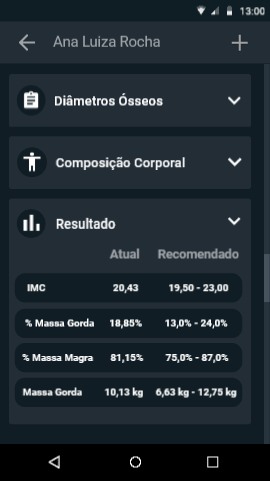 13:00
Ana Luiza Rocha
Diâmetros Ósseos
Composição Corporal
Resultado
Atual Recomendado
IMC 20,43 19,50 - 23,00
% Massa Gorda 18,85% 13,0% - 24,0%
% Massa Magra 81,15% 75,0% - 87,0%
Massa Gorda 10,13 kg 6,63 kg - 12,75 kg